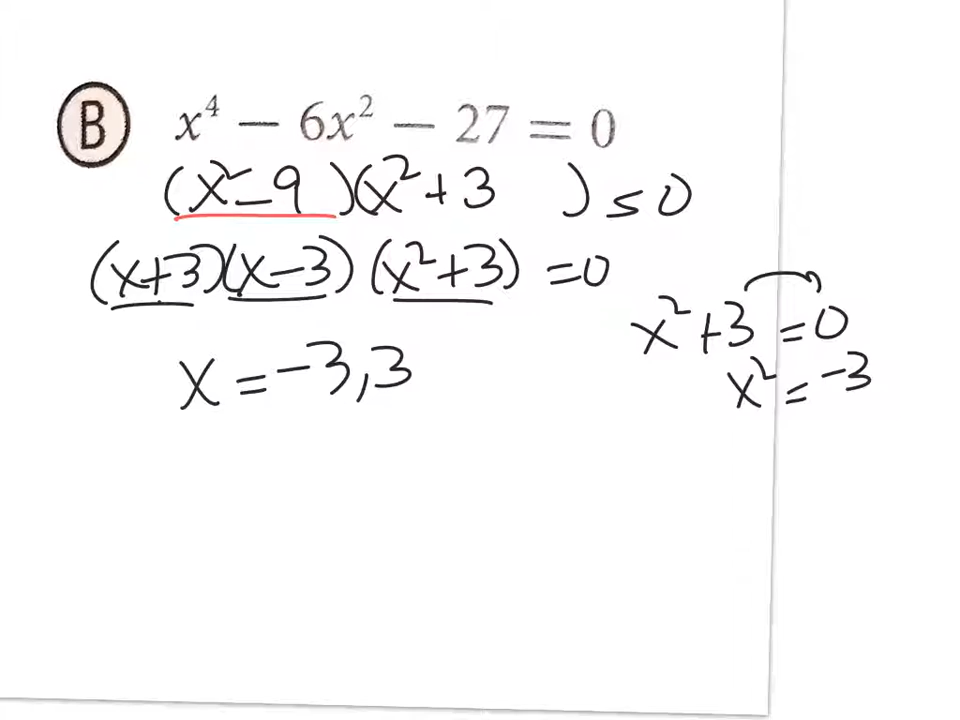 B x⁴ − 6x² − 27 = 0
(x² − 9)(x² + 3 ) ≤ 0
(x+3)(x−3)(x²+3) = 0
x² + 3 = 0
x² = −3
x = −3, 3